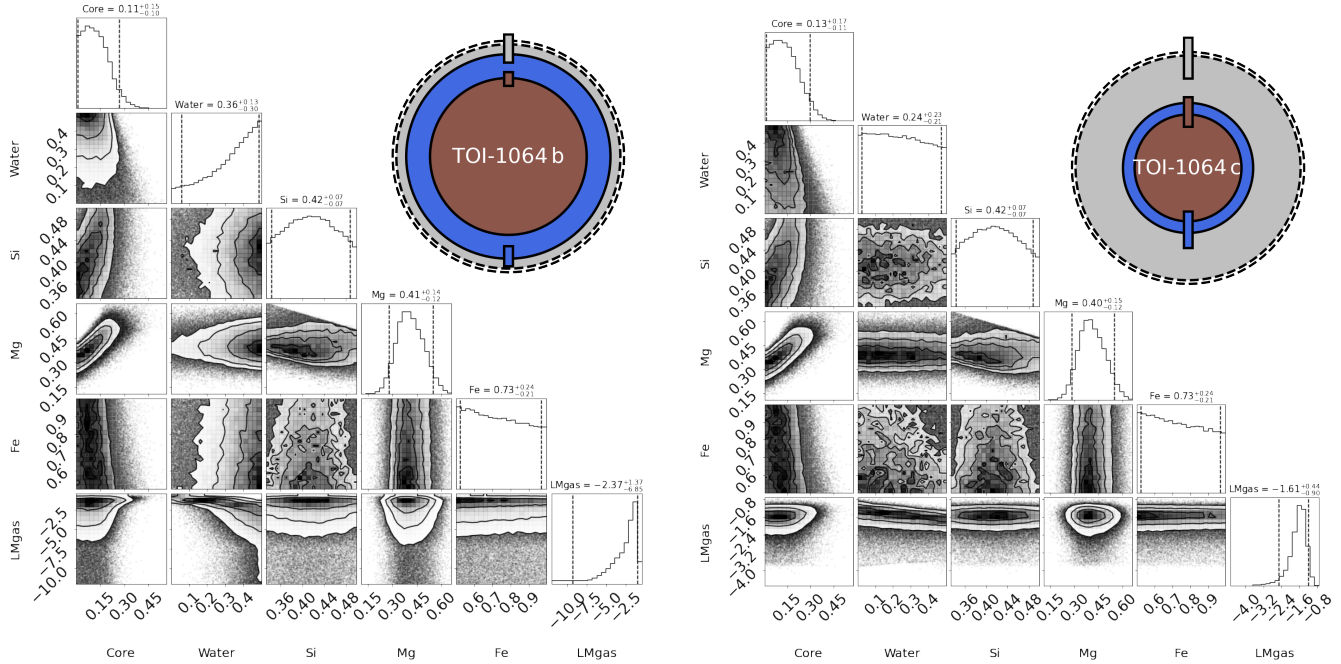 Core = 0.11+0.15−0.10
Water = 0.36+0.13−0.30
TOI-1064 b
Water
0.4
0.3
0.2
0.1
Si = 0.42+0.07−0.07
Si
0.48
0.44
0.40
0.36
Mg = 0.41+0.14−0.12
Mg
0.60
0.45
0.30
0.15
Fe = 0.73+0.24−0.21
Fe
0.9
0.8
0.7
0.6
LMgas = −2.37+1.37−6.85
LMgas
−2.5
−5.0
−7.5
−10.0
0.15 0.30 0.45 0.1 0.2 0.3 0.4 0.36 0.40 0.44 0.48 0.15 0.30 0.45 0.60 0.6 0.7 0.8 0.9 −10.0 −7.5 −5.0 −2.5
Core Water Si Mg Fe LMgas
Core = 0.13+0.17−0.11
Water = 0.24+0.23−0.21
TOI-1064 c
Water
0.4
0.3
0.2
0.1
Si = 0.42+0.07−0.07
Si
0.48
0.44
0.40
0.36
Mg = 0.40+0.15−0.12
Mg
0.60
0.45
0.30
0.15
Fe = 0.73+0.24−0.21
Fe
0.9
0.8
0.7
0.6
LMgas = −1.61+0.44−0.90
LMgas
−0.8
−1.6
−2.4
−3.2
−4.0
0.15 0.30 0.45 0.1 0.2 0.3 0.4 0.36 0.40 0.44 0.48 0.15 0.30 0.45 0.60 0.6 0.7 0.8 0.9 −4.0 −3.2 −2.4 −1.6 −0.8
Core Water Si Mg Fe LMgas